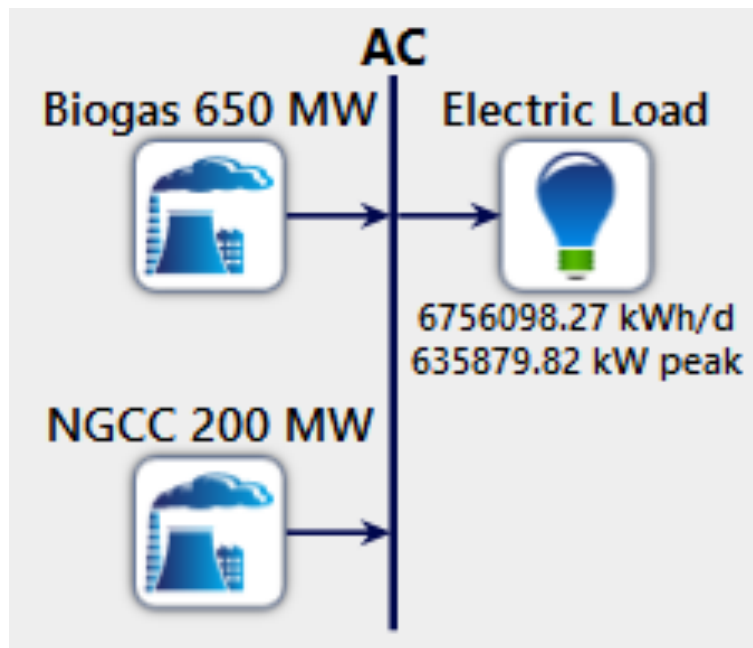 AC
Biogas 650 MW
Electric Load
6756098.27 kWh/d
635879.82 kW peak
NGCC 200 MW